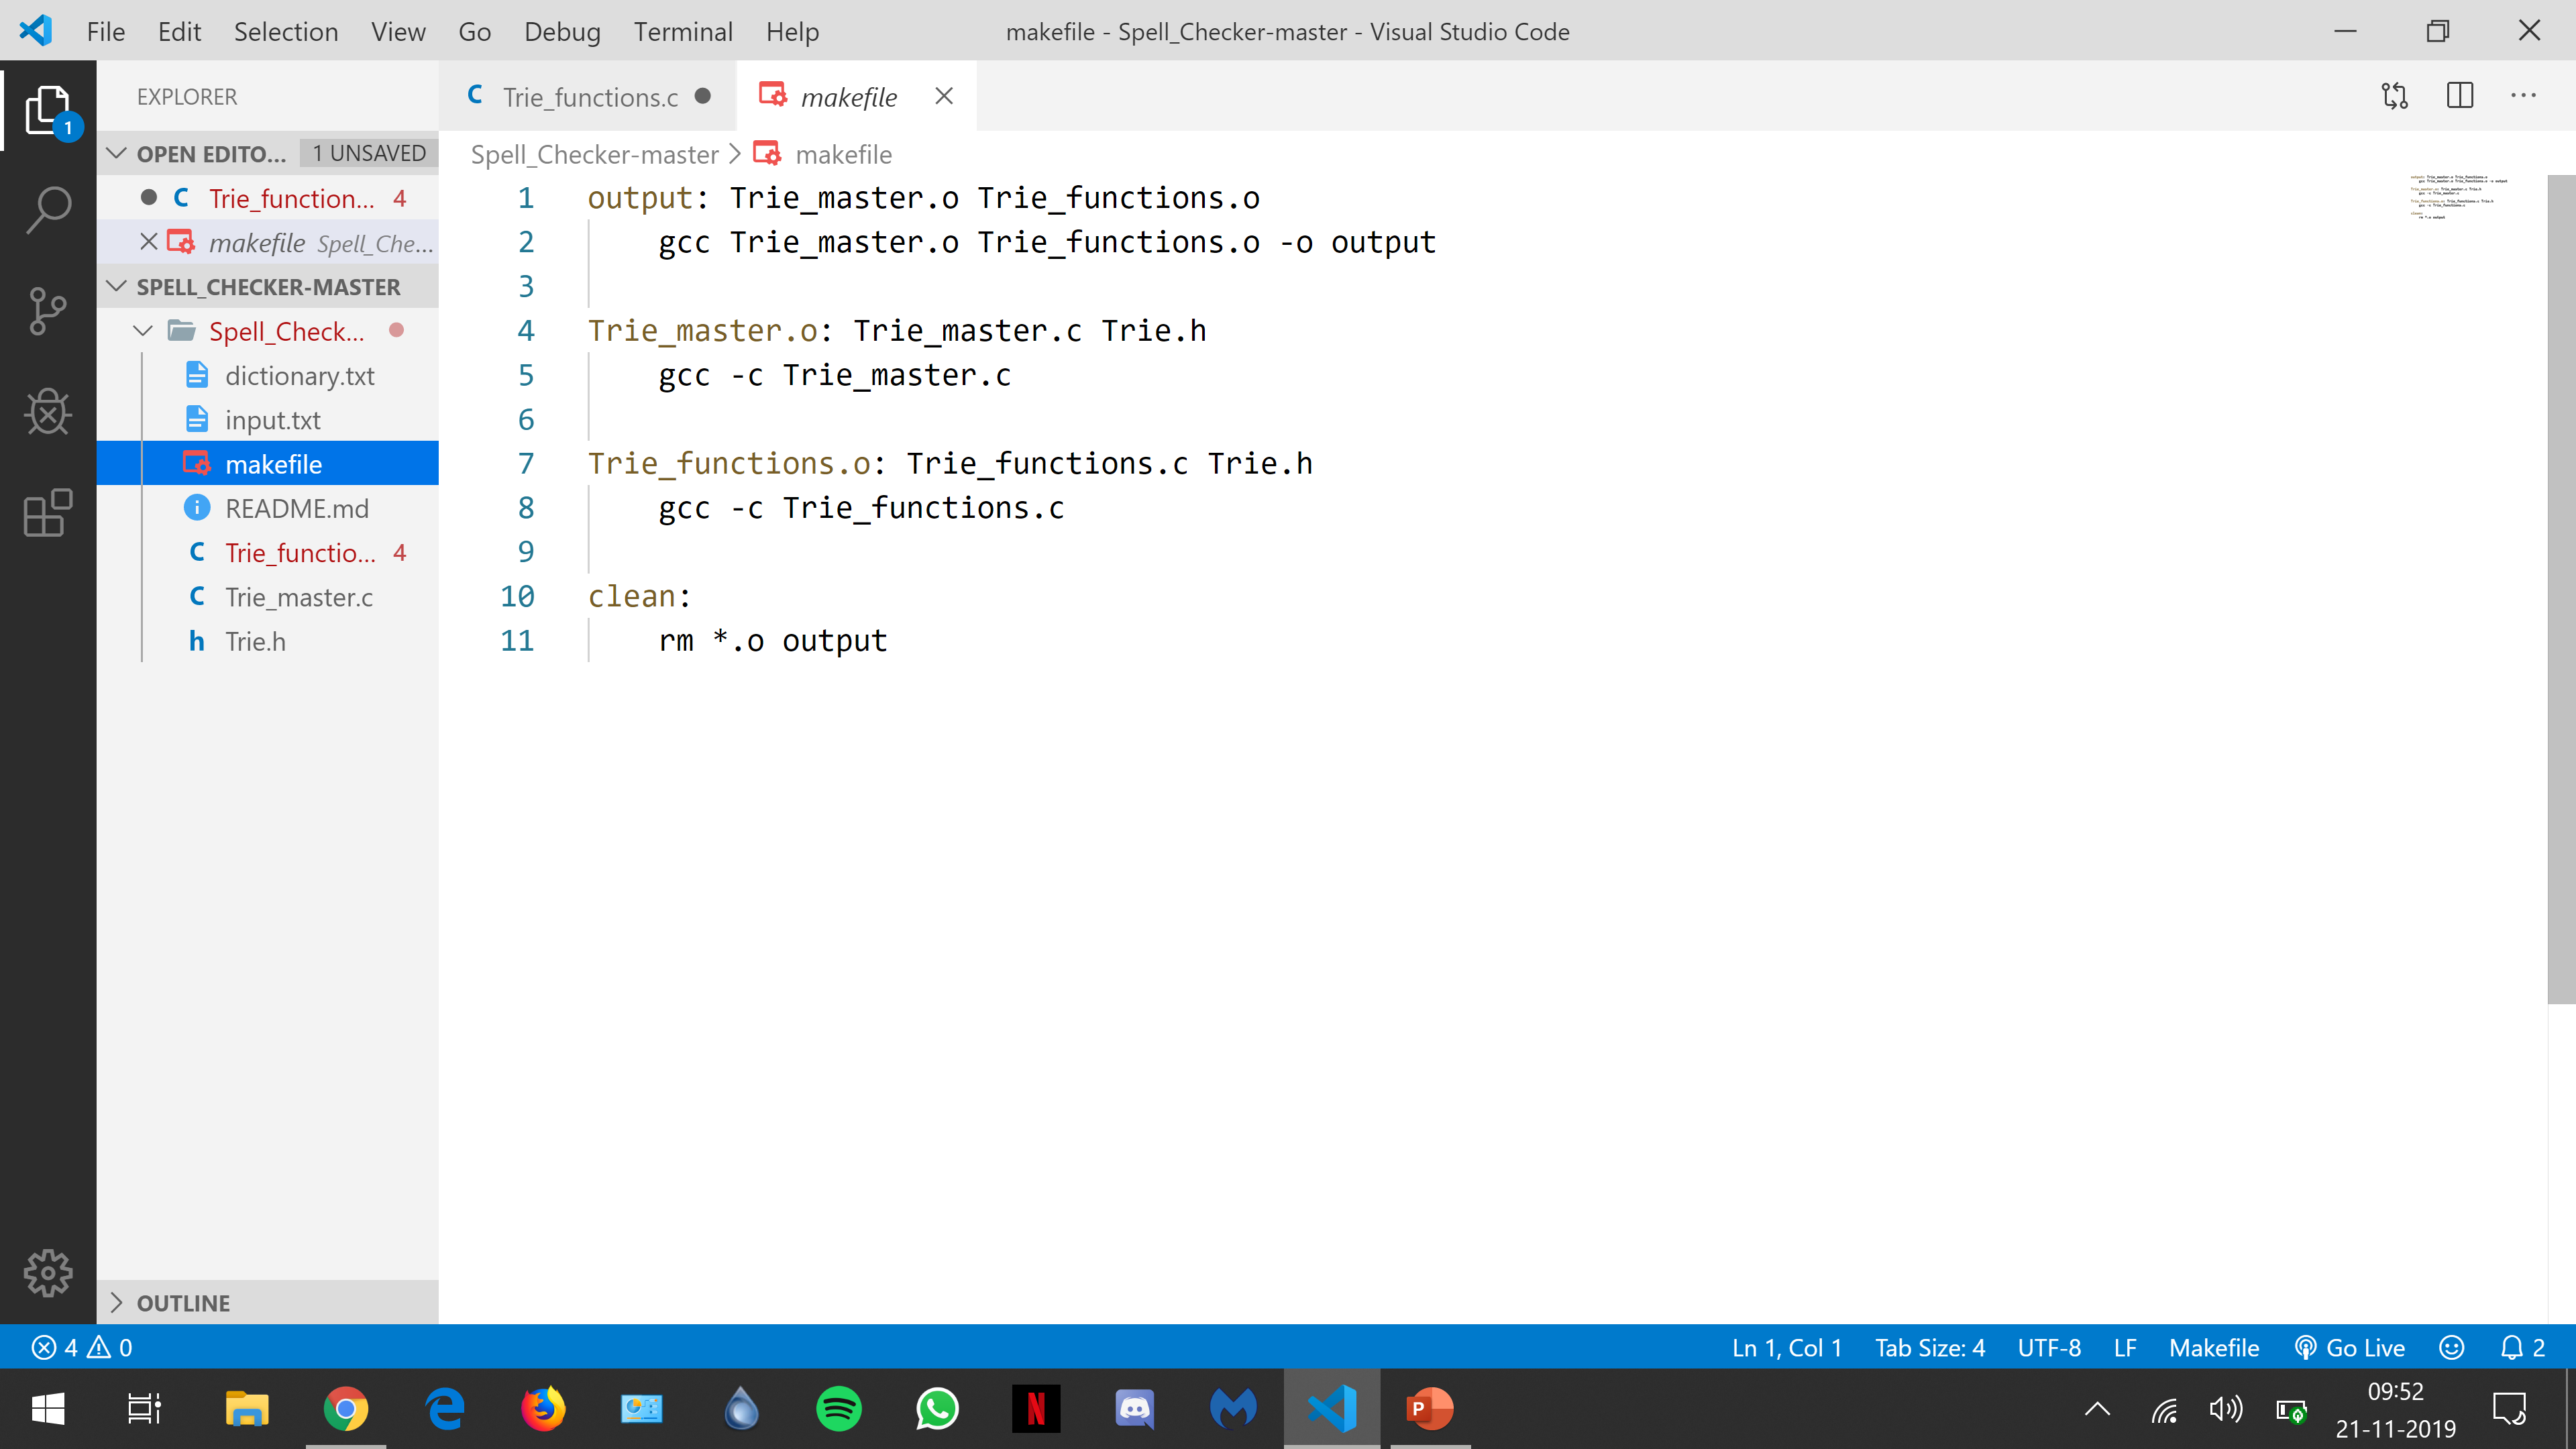 File Edit Selection View Go Debug Terminal Help makefile - Spell_Checker-master - Visual Studio Code
EXPLORER
1
OPEN EDITO... 1 UNSAVED
Trie_function... 4
makefile Spell_Che...
SPELL_CHECKER-MASTER
Spell_Check...
dictionary.txt
input.txt
makefile
README.md
C Trie_functio... 4
C Trie_master.c
h Trie.h
OUTLINE
C Trie_functions.c makefile
Spell_Checker-master > makefile
1 output: Trie_master.o Trie_functions.o
2 gcc Trie_master.o Trie_functions.o -o output
3
4 Trie_master.o: Trie_master.c Trie.h
5 gcc -c Trie_master.c
6
7 Trie_functions.o: Trie_functions.c Trie.h
8 gcc -c Trie_functions.c
9
10 clean:
11 rm *.o output
4 0 Ln 1, Col 1 Tab Size: 4 UTF-8 LF Makefile Go Live 2
N P 09:52
21-11-2019